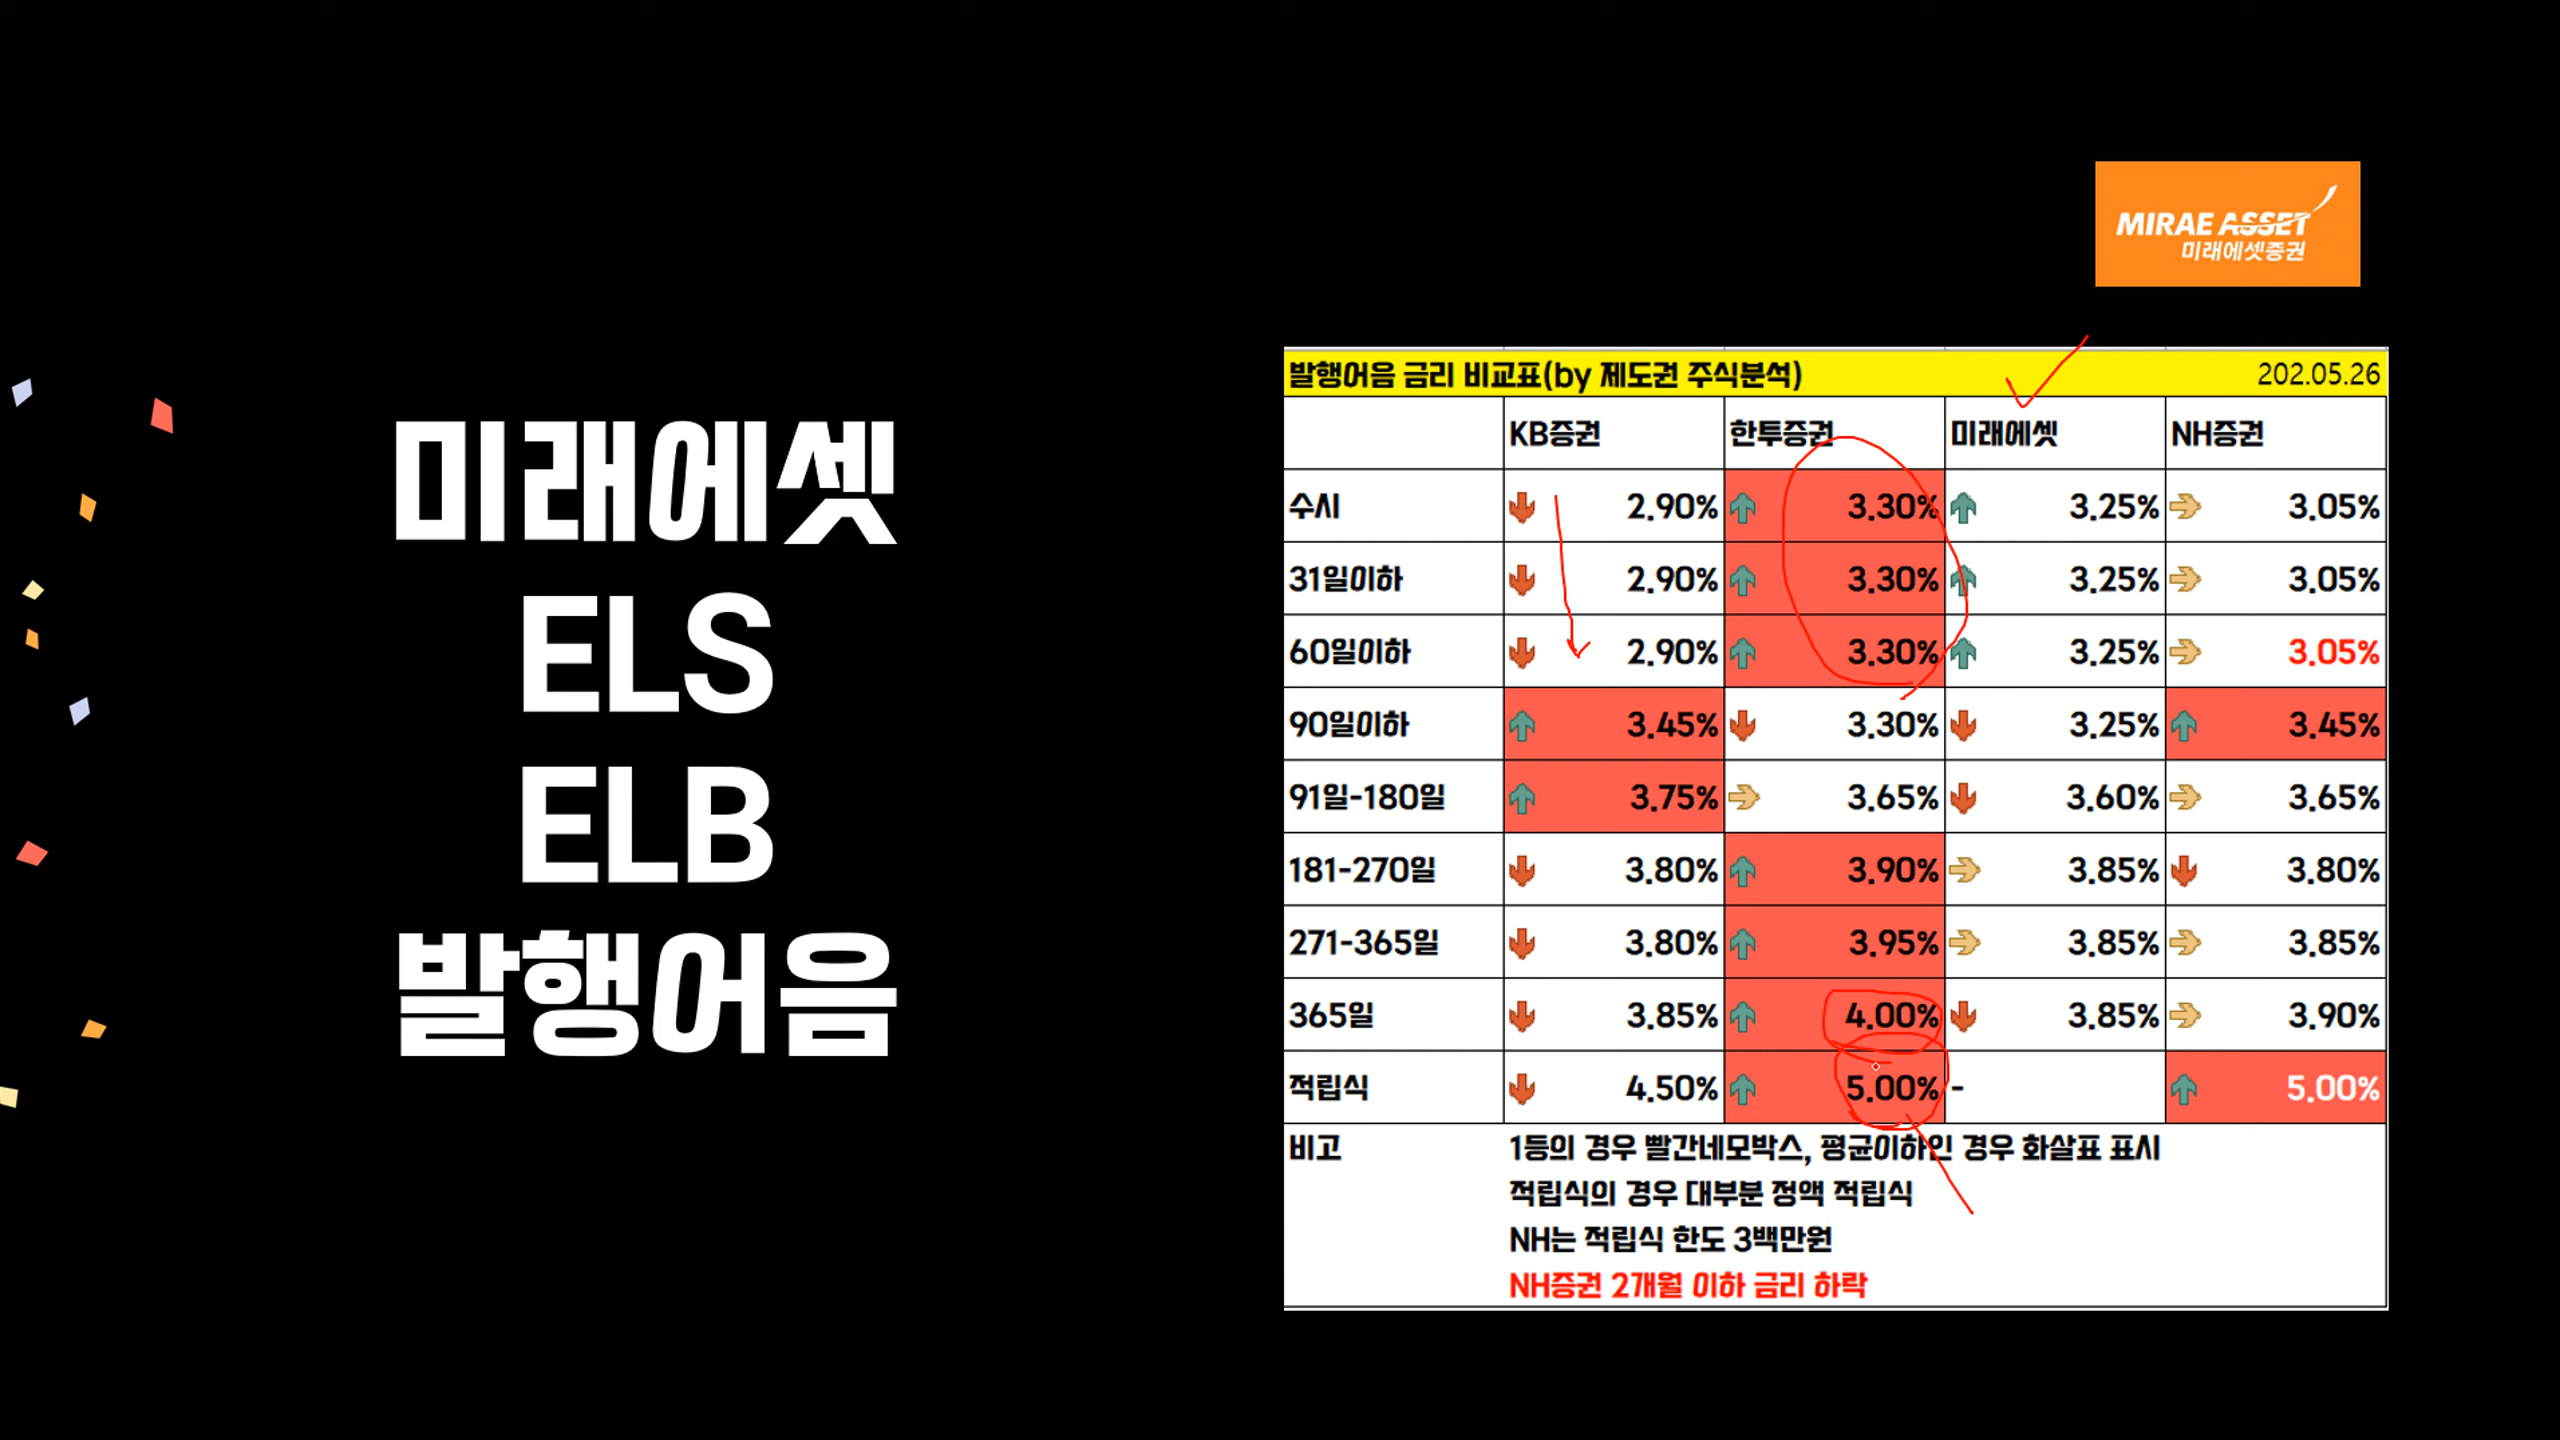 미래에셋
ELS
ELB
발행어음
MIRAE ASSET
미래에셋증권
발행어음 금리 비교표(by 제도권 주식분석) 202.05.26
KB증권 한투증권 미래에셋 NH증권
수시 2.90% 3.30% 3.25% 3.05%
31일이하 2.90% 3.30% 3.25% 3.05%
60일이하 2.90% 3.30% 3.25% 3.05%
90일이하 3.45% 3.30% 3.25% 3.45%
91일-180일 3.75% 3.65% 3.60% 3.65%
181-270일 3.80% 3.90% 3.85% 3.80%
271-365일 3.80% 3.95% 3.85% 3.85%
365일 3.85% 4.00% 3.85% 3.90%
적립식 4.50% 5.00% - 5.00%
비고 1등의 경우 빨간네모박스, 평균이하인 경우 화살표 표시
적립식의 경우 대부분 정액 적립식
NH는 적립식 한도 3백만원
NH증권 2개월 이하 금리 하락